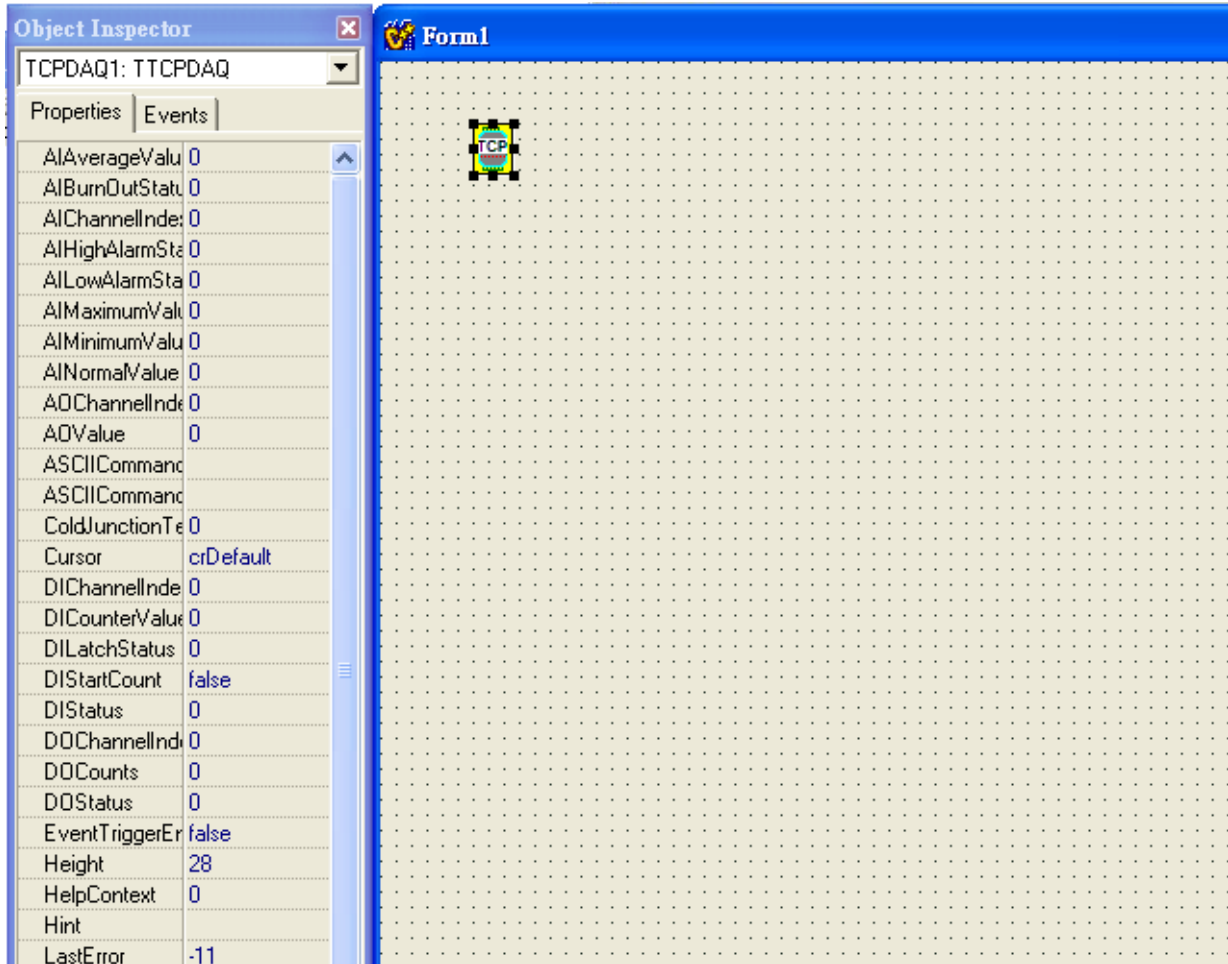 Object Inspector
TCPDAQ1: TTCPDAQ
Properties Events
AIAverageValu 0
AIBurnOutStatu 0
AIChannelInde: 0
AIHighAlarmSta 0
AILowAlarmSta 0
AIMaximumValu 0
AIMinimumValu 0
AINormalValue 0
AOChannelInde 0
AOValue 0
ASCIICommand
ASCIICommand
ColdJunctionTe 0
Cursor crDefault
DIChannelInde 0
DICounterValue 0
DILatchStatus 0
DIStartCount false
DIStatus 0
DOChannelInde 0
DOCounts 0
DOStatus 0
EventTriggerEr false
Height 28
HelpContext 0
Hint
LastError -11
Form1
TCP